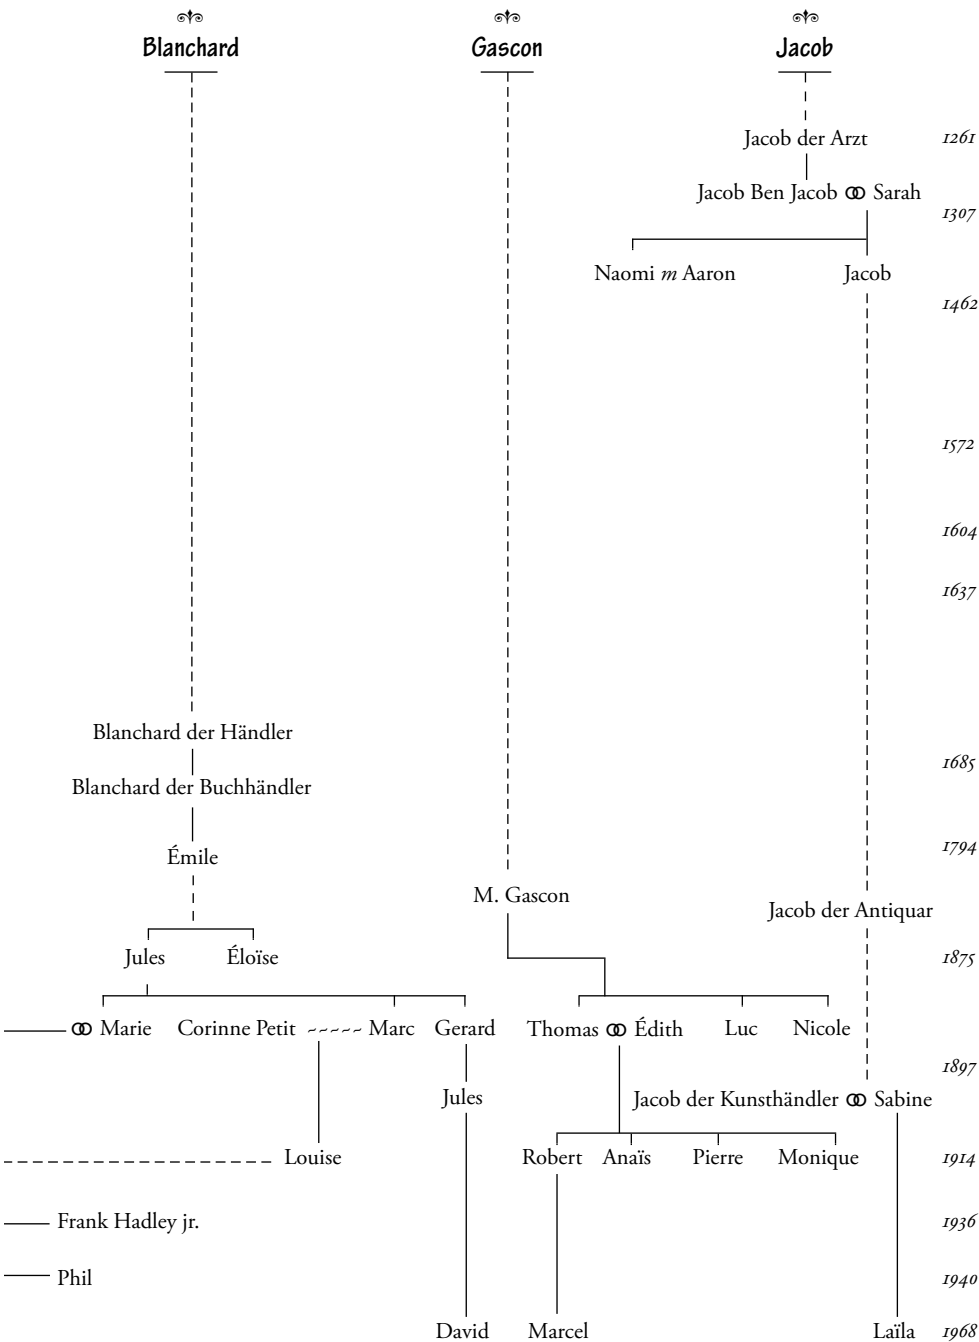 Blanchard Gascon Jacob
Jacob der Arzt 1261
Jacob Ben Jacob ⚭ Sarah
1307
Naomi m Aaron Jacob
1462
1572
1604
1637
Blanchard der Händler
1685
Blanchard der Buchhändler
1794
Émile
M. Gascon
Jacob der Antiquar
Jules Éloïse 1875
⚭ Marie Corinne Petit ~~~~~ Marc Gerard Thomas ⚭ Édith Luc Nicole
1897
Jules Jacob der Kunsthändler ⚭ Sabine
Louise Robert Anaïs Pierre Monique 1914
Frank Hadley jr. 1936
Phil 1940
David Marcel Laïla 1968